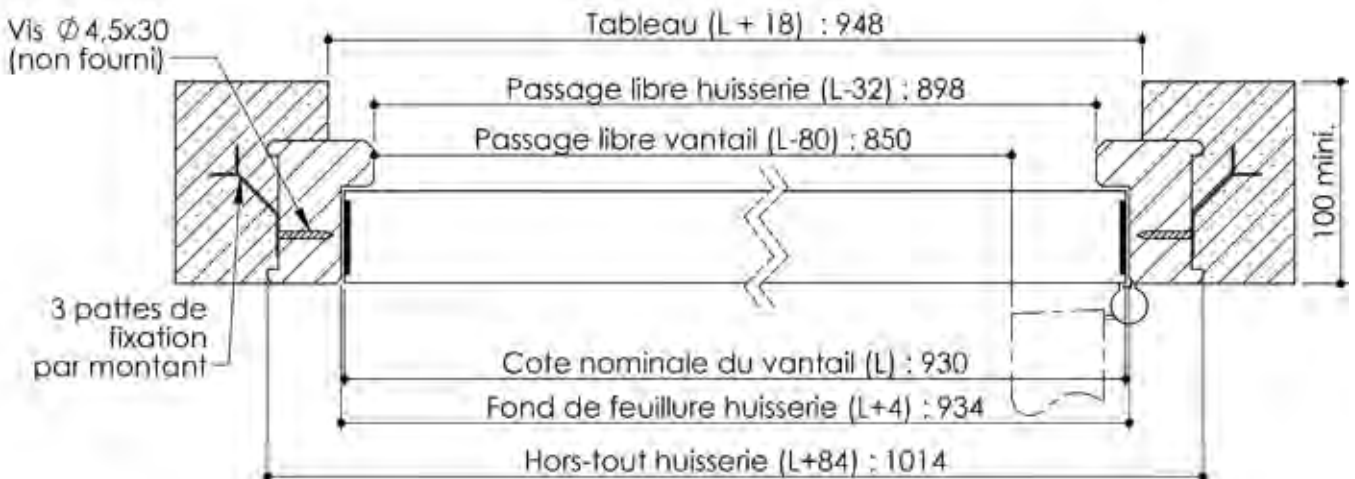 Vis Ø 4,5x30
(non fourni)
Tableau (L + 18) : 948
Passage libre huisserie (L-32) : 898
Passage libre vantail (L-80) : 850
100 mini.
3 pattes de
fixation
par montant
Cote nominale du vantail (L) : 930
Fond de feuillure huisserie (L+4) : 934
Hors-tout huisserie (L+84) : 1014